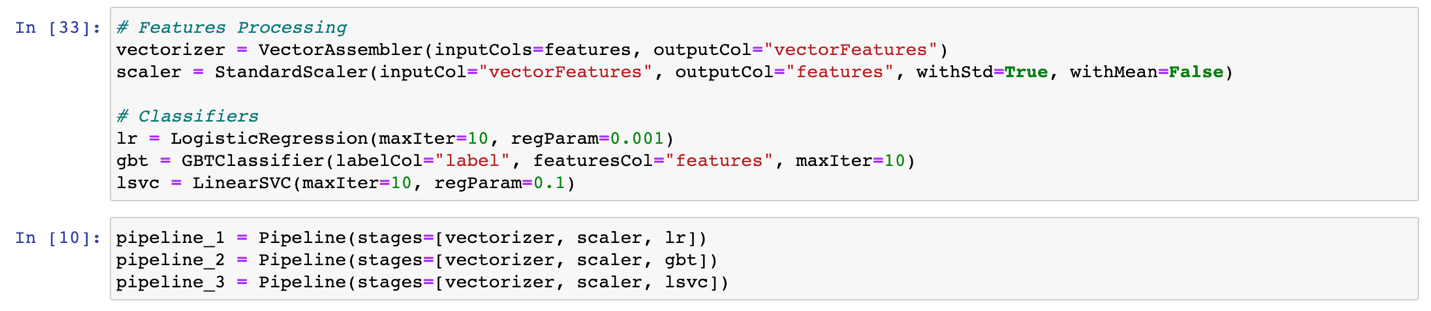 In [33]: # Features Processing
vectorizer = VectorAssembler(inputCols=features, outputCol="vectorFeatures")
scaler = StandardScaler(inputCol="vectorFeatures", outputCol="features", withStd=True, withMean=False)
# Classifiers
lr = LogisticRegression(maxIter=10, regParam=0.001)
gbt = GBTClassifier(labelCol="label", featuresCol="features", maxIter=10)
lsvc = LinearSVC(maxIter=10, regParam=0.1)
In [10]: pipeline_1 = Pipeline(stages=[vectorizer, scaler, lr])
pipeline_2 = Pipeline(stages=[vectorizer, scaler, gbt])
pipeline_3 = Pipeline(stages=[vectorizer, scaler, lsvc])